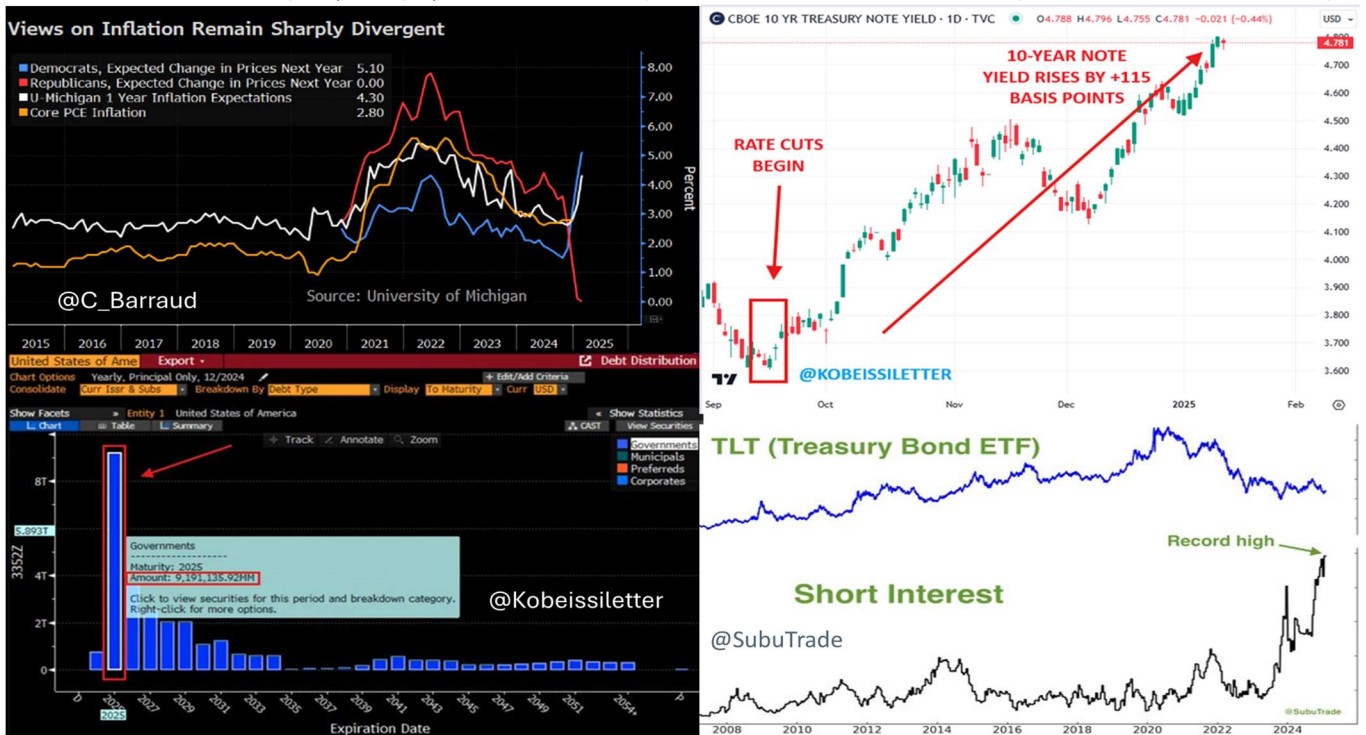 Views on Inflation Remain Sharply Divergent
Democrats, Expected Change in Prices Next Year 5.10
Republicans, Expected Change in Prices Next Year 0.00
U-Michigan 1 Year Inflation Expectations 4.30
Core PCE Inflation 2.80
8.00
7.00
6.00
5.00
4.00
3.00
2.00
1.00
0.00
Percent
@C_Barraud
Source: University of Michigan
2015 2016 2017 2018 2019 2020 2021 2022 2023 2024 2025
CBOE 10 YR TREASURY NOTE YIELD · 1D · TVC O4.788 H4.796 L4.755 C4.781 -0.021 (-0.44%)
USD
4.800
4.781
4.700
4.600
4.500
4.400
4.300
4.200
4.100
4.000
3.900
3.800
3.700
3.600
10-YEAR NOTE
YIELD RISES BY +115
BASIS POINTS
RATE CUTS
BEGIN
@KOBEISSILETTER
Sep Oct Nov Dec 2025 Feb
United States of Ame Export Debt Distribution
Chart Options Yearly, Principal Only, 12/2024 + Edit/Add Criteria
Consolidate Curr Issr & Subs Breakdown By Debt Type Display To Maturity Curr USD
Show Facets » Entity 1 United States of America « Show Statistics
Chart Table Summary CAST View Securities
Track Annotate Zoom
Governments
Municipals
Preferreds
Corporates
8T
5.893T
4T
2T
0
3352Z
Governments
Maturity: 2025
Amount: 9,191,135.92MM
Click to view securities for this period and breakdown category.
Right-click for more options.
@Kobeissiletter
D 2025 2027 2029 2031 2033 2035 2037 2039 2041 2043 2045 2047 2049 2051 2054+ P
2025
Expiration Date
TLT (Treasury Bond ETF)
Record high
Short Interest
@SubuTrade
@SubuTrade
2008 2010 2012 2014 2016 2018 2020 2022 2024